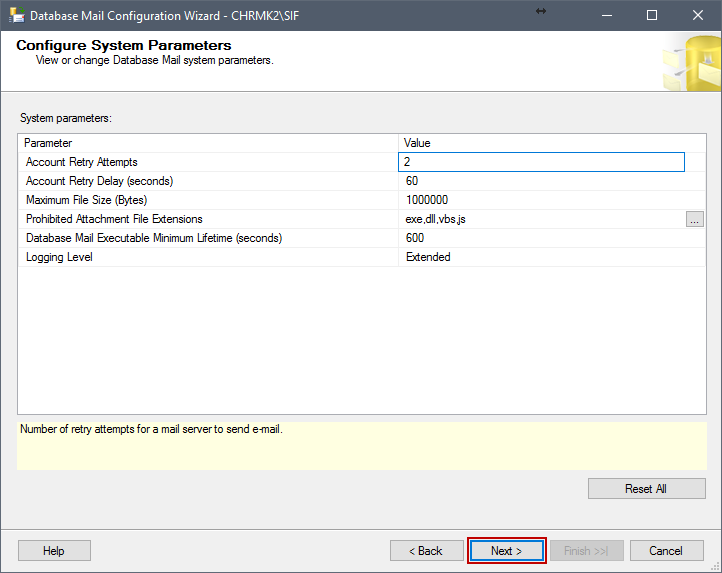 Database Mail Configuration Wizard - CHRMK2\SIF
Configure System Parameters
View or change Database Mail system parameters.
System parameters:
Parameter Value
Account Retry Attempts 2
Account Retry Delay (seconds) 60
Maximum File Size (Bytes) 1000000
Prohibited Attachment File Extensions exe,dll,vbs,js ...
Database Mail Executable Minimum Lifetime (seconds) 600
Logging Level Extended
Number of retry attempts for a mail server to send e-mail.
Reset All
Help < Back Next > Finish >>| Cancel